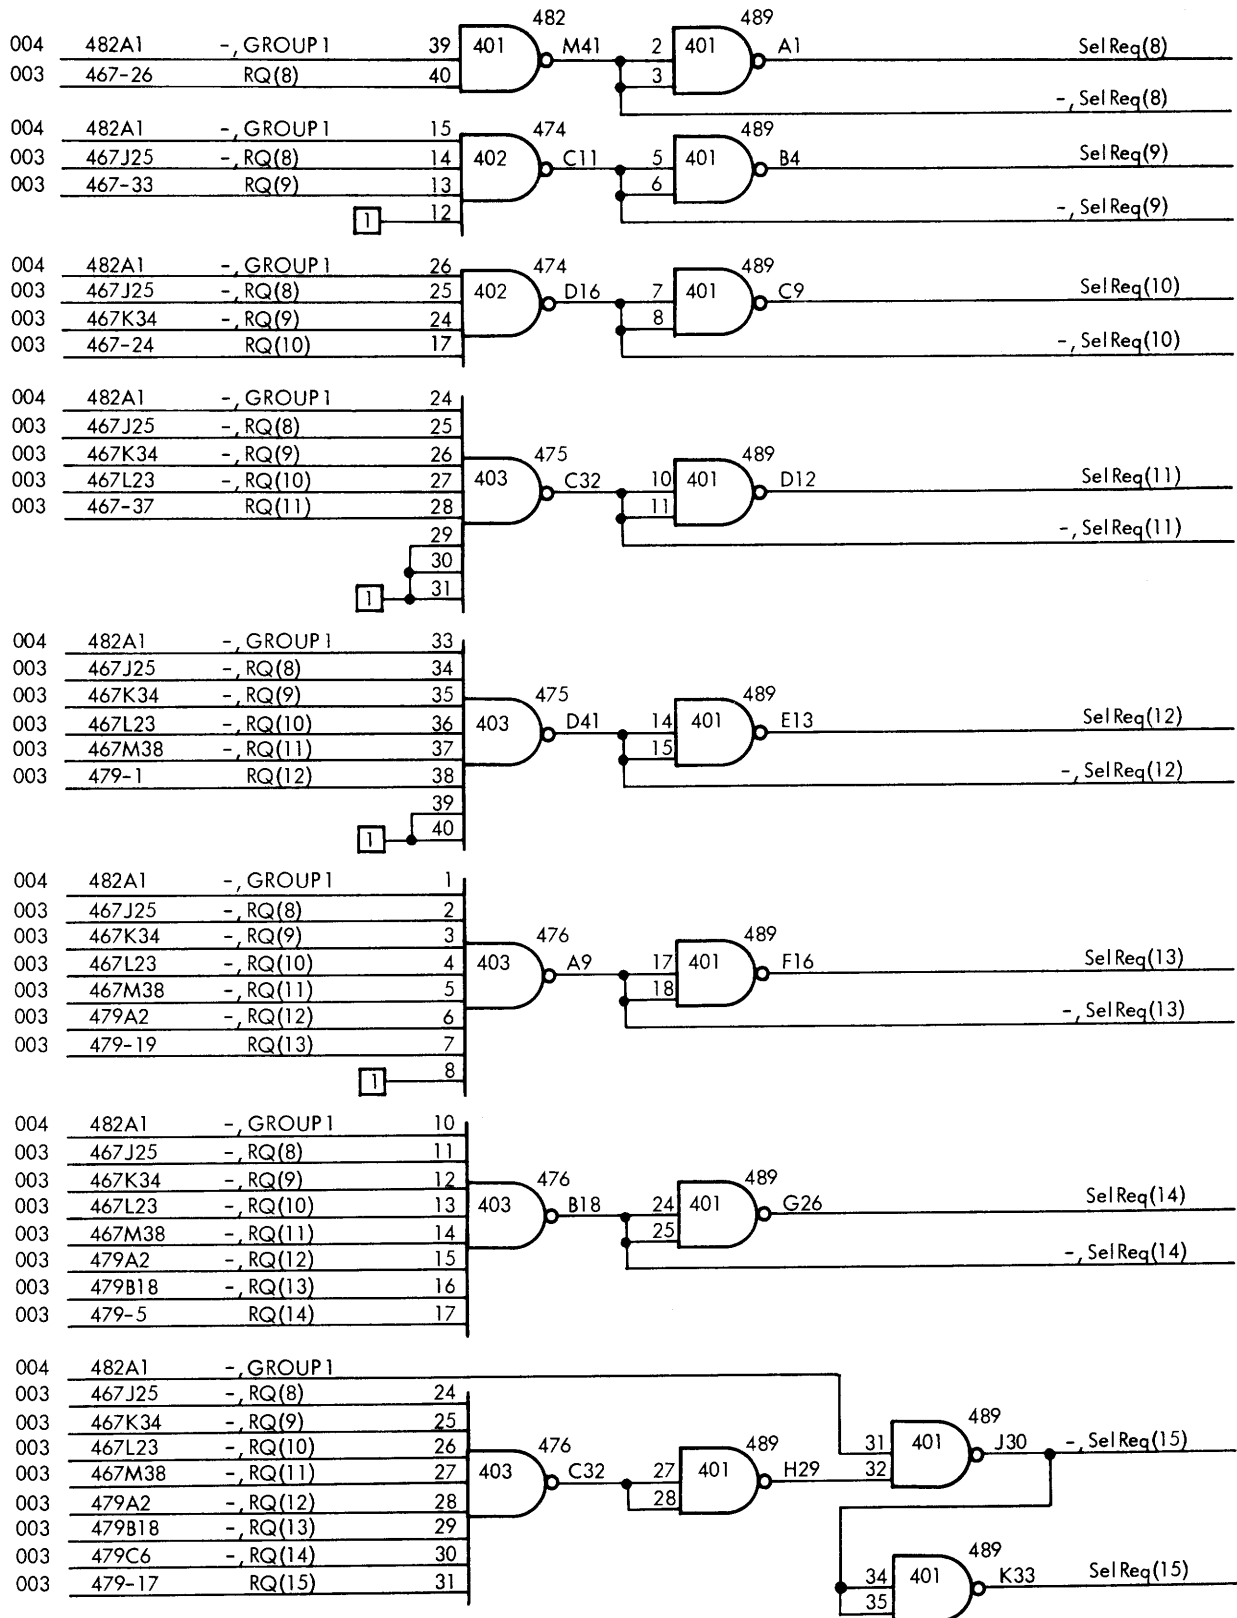 482 489
004 482A1 -, GROUP1 39 401 M41 2 401 A1 SelReq(8)
003 467-26 RQ(8) 40 3
-, SelReq(8)
004 482A1 -, GROUP1 15 474 489
003 467J25 -, RQ(8) 14 402 C11 5 401 B4 SelReq(9)
003 467-33 RQ(9) 13 6
1 12 -, SelReq(9)
004 482A1 -, GROUP1 26 474 489
003 467J25 -, RQ(8) 25 402 D16 7 401 C9 SelReq(10)
003 467K34 -, RQ(9) 24 8
003 467-24 RQ(10) 17 -, SelReq(10)
004 482A1 -, GROUP1 24
003 467J25 -, RQ(8) 25
003 467K34 -, RQ(9) 26 475 489
003 467L23 -, RQ(10) 27 403 C32 10 401 D12 SelReq(11)
003 467-37 RQ(11) 28 11
29 -, SelReq(11)
30
1 31
004 482A1 -, GROUP1 33
003 467J25 -, RQ(8) 34
003 467K34 -, RQ(9) 35 475 489
003 467L23 -, RQ(10) 36 403 D41 14 401 E13 SelReq(12)
003 467M38 -, RQ(11) 37 15
003 479-1 RQ(12) 38 -, SelReq(12)
39
1 40
004 482A1 -, GROUP1 1
003 467J25 -, RQ(8) 2
003 467K34 -, RQ(9) 3 476 489
003 467L23 -, RQ(10) 4 403 A9 17 401 F16 SelReq(13)
003 467M38 -, RQ(11) 5 18
003 479A2 -, RQ(12) 6 -, SelReq(13)
003 479-19 RQ(13) 7
1 8
004 482A1 -, GROUP1 10
003 467J25 -, RQ(8) 11
003 467K34 -, RQ(9) 12 476 489
003 467L23 -, RQ(10) 13 403 B18 24 401 G26 SelReq(14)
003 467M38 -, RQ(11) 14 25
003 479A2 -, RQ(12) 15 -, SelReq(14)
003 479B18 -, RQ(13) 16
003 479-5 RQ(14) 17
004 482A1 -, GROUP1
003 467J25 -, RQ(8) 24
003 467K34 -, RQ(9) 25 489
003 467L23 -, RQ(10) 26 476 489 31 401 J30 -, SelReq(15)
003 467M38 -, RQ(11) 27 403 C32 27 401 H29 32
003 479A2 -, RQ(12) 28 28
003 479B18 -, RQ(13) 29
003 479C6 -, RQ(14) 30 489
003 479-17 RQ(15) 31 34 401 K33 SelReq(15)
35